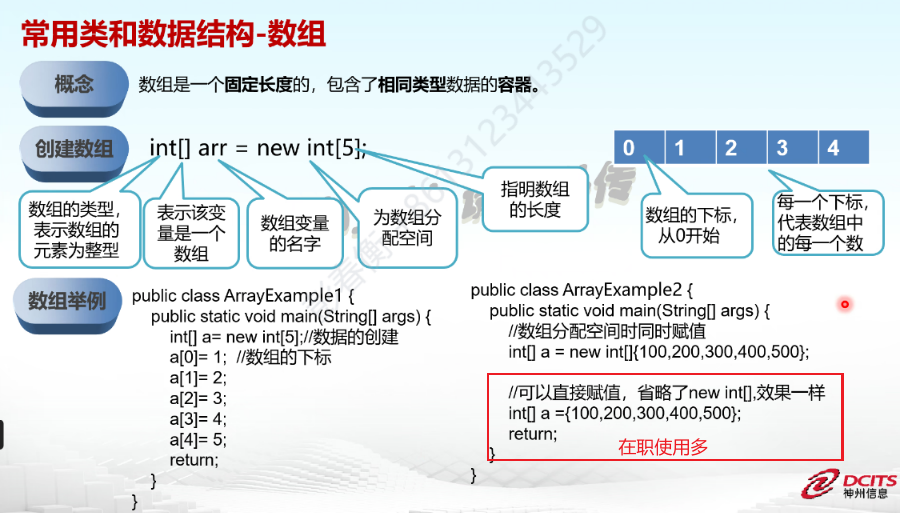 常用类和数据结构-数组
概念
数组是一个固定长度的，包含了相同类型数据的容器。
创建数组
int[] arr = new int[5];
0 1 2 3 4
数组的类型，
表示数组的
元素为整型
表示该变
量是一个
数组
数组变量
的名字
为数组分
配空间
指明数组
的长度
数组的下标，
从0开始
每一个下标，
代表数组中
的每一个数
数组举例
public class ArrayExample1 {
public static void main(String[] args) {
int[] a= new int[5];//数据的创建
a[0]= 1; //数组的下标
a[1]= 2;
a[2]= 3;
a[3]= 4;
a[4]= 5;
return;
}
}
public class ArrayExample2 {
public static void main(String[] args) {
//数组分配空间时同时赋值
int[] a = new int[]{100,200,300,400,500};
//可以直接赋值，省略了new int[],效果一样
int[] a ={100,200,300,400,500};
return;
在职使用多
}
}
DCITS
神州信息